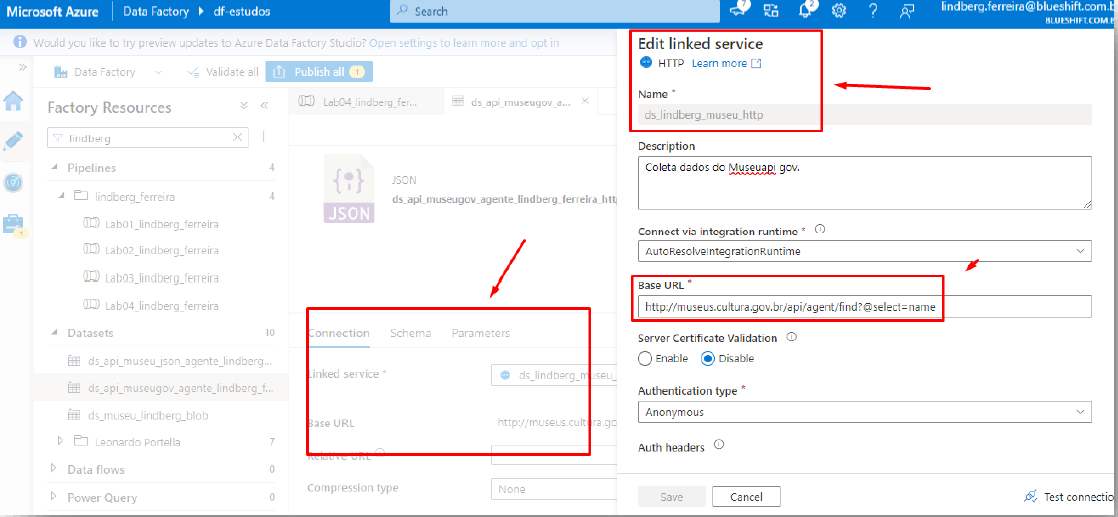 Microsoft Azure
Data Factory
df-estudos
Search
7
2
lindberg.ferreira@blueshift.com.b
BLUESHIFT.COM.B
Would you like to try preview updates to Azure Data Factory Studio? Open settings to learn more and opt in
Data Factory
Validate all
Publish all
1
Factory Resources
lindberg
Pipelines 4
lindberg_ferreira 4
Lab01_lindberg_ferreira
Lab02_lindberg_ferreira
Lab03_lindberg_ferreira
Lab04_lindberg_ferreira
Datasets 10
ds_api_museu_json_agente_lindberg...
ds_api_museugov_agente_lindberg_f...
ds_museu_lindberg_blob
Leonardo Portella 7
Data flows 0
Power Query 0
1
Lab04_lindberg_fer...
ds_api_museugov_a...
JSON
JSON
ds_api_museugov_agente_lindberg_ferreira_htt
Connection
Schema
Parameters
Linked service *
ds_lindberg_museu_
Base URL
http://museus.cultura.go
Relative URL
Compression type
None
Edit linked service
HTTP Learn more
Name *
ds_lindberg_museu_http
Description
Coleta dados do Museuapi gov.
Connect via integration runtime *
AutoResolveIntegrationRuntime
Base URL *
http://museus.cultura.gov.br/api/agent/find?@select=name
Server Certificate Validation
Enable
Disable
Authentication type *
Anonymous
Auth headers
Save
Cancel
Test connectio